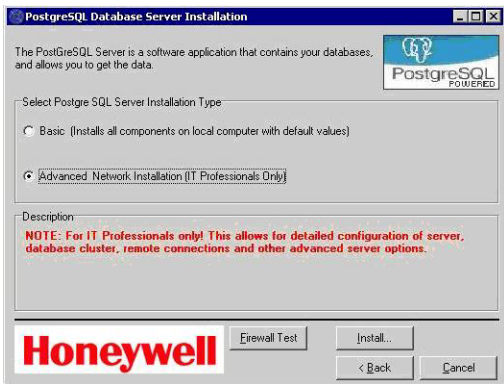 PostgreSQL Database Server Installation
The PostGreSQL Server is a software application that contains your databases,
and allows you to get the data.
PostgreSQL
POWERED
Select Postgre SQL Server Installation Type
Basic (Installs all components on local computer with default values)
Advanced Network Installation (IT Professionals Only)
Description
NOTE: For IT Professionals only! This allows for detailed configuration of server,
database cluster, remote connections and other advanced server options.
Honeywell
Firewall Test
Install...
< Back
Cancel